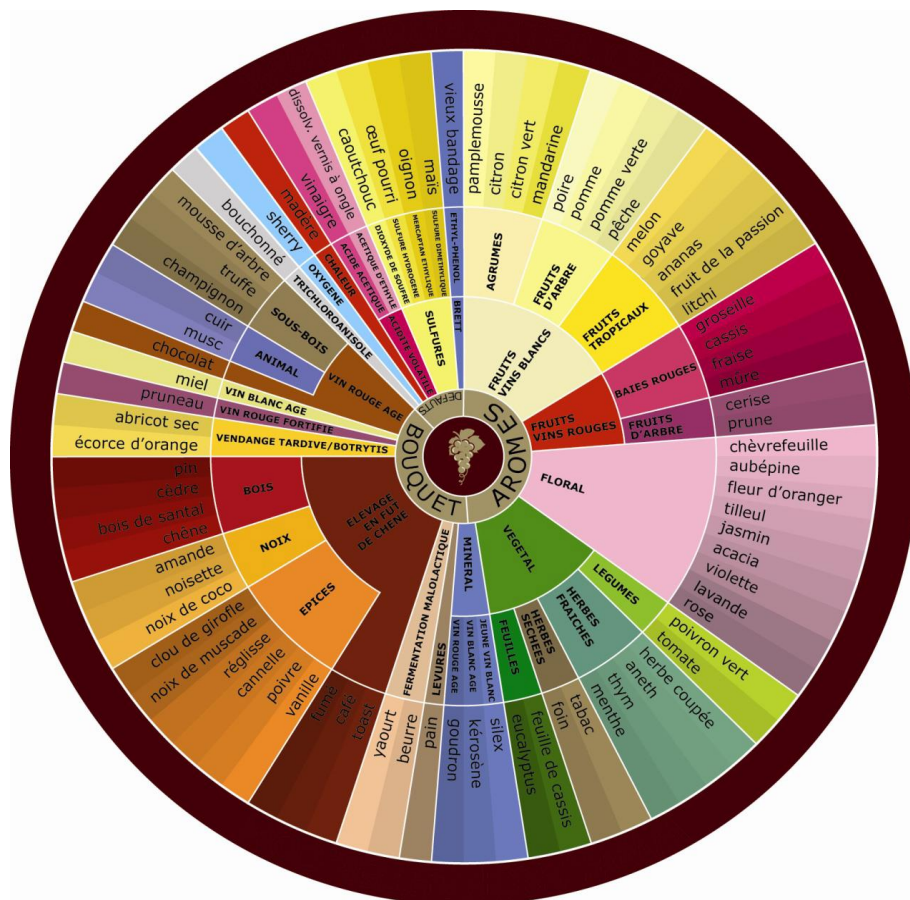 AROMES
FRUITS
VINS BLANCS
AGRUMES
pamplemousse
citron
citron vert
mandarine
FRUITS
D'ARBRE
poire
pomme
pomme verte
pêche
FRUITS
TROPICAUX
melon
goyave
ananas
fruit de la passion
litchi
FRUITS
VINS ROUGES
BAIES ROUGES
groseille
cassis
fraise
mûre
FRUITS
D'ARBRE
cerise
prune
FLORAL
chèvrefeuille
aubépine
fleur d'oranger
tilleul
jasmin
acacia
violette
lavande
rose
VEGETAL
LEGUMES
poivron vert
tomate
HERBES
FRAICHES
herbe coupée
aneth
thym
menthe
HERBES
SECHEES
tabac
foin
FEUILLES
feuille de cassis
eucalyptus
MINERAL
JEUNE VIN BLANC
silex
VIN BLANC AGE
kérosène
VIN ROUGE AGE
goudron
BOUQUET
LEVURES
pain
FERMENTATION MALOLACTIQUE
beurre
yaourt
ELEVAGE
EN FUT
DE CHENE
toast
café
fumé
EPICES
vanille
poivre
cannelle
réglisse
noix de muscade
clou de girofle
NOIX
noix de coco
noisette
amande
BOIS
chêne
bois de santal
cèdre
pin
VENDANGE TARDIVE/BOTRYTIS
écorce d'orange
abricot sec
VIN ROUGE FORTIFIE
pruneau
VIN BLANC AGE
miel
VIN ROUGE AGE
chocolat
ANIMAL
musc
cuir
SOUS-BOIS
champignon
truffe
mousse d'arbre
DEFAUTS
TRICHLOROANISOLE
bouchonné
OXYGENE
sherry
CHALEUR
madère
ACIDITE VOLATILE
ACIDE ACETIQUE
vinaigre
ACETIQUE D'ETHYLE
dissolv. vernis à ongle
SULFURES
DIOXYDE DE SOUFRE
caoutchouc
SULFURE HYDROGENE
œuf pourri
MERCAPTAN ETHYLIQUE
oignon
SULFURE DIMETHYLIQUE
maïs
BRETT
ETHYL-PHENOL
vieux bandage